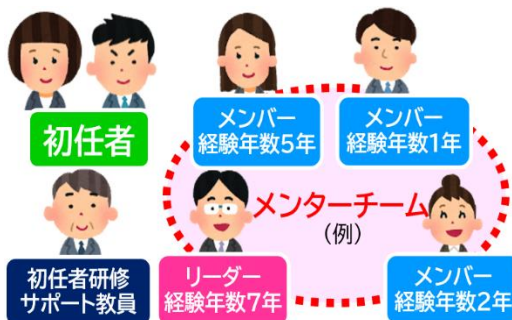 初任者
メンバー
経験年数5年
メンバー
経験年数1年
メンターチーム
(例)
初任者研修
サポート教員
リーダー
経験年数7年
メンバー
経験年数2年